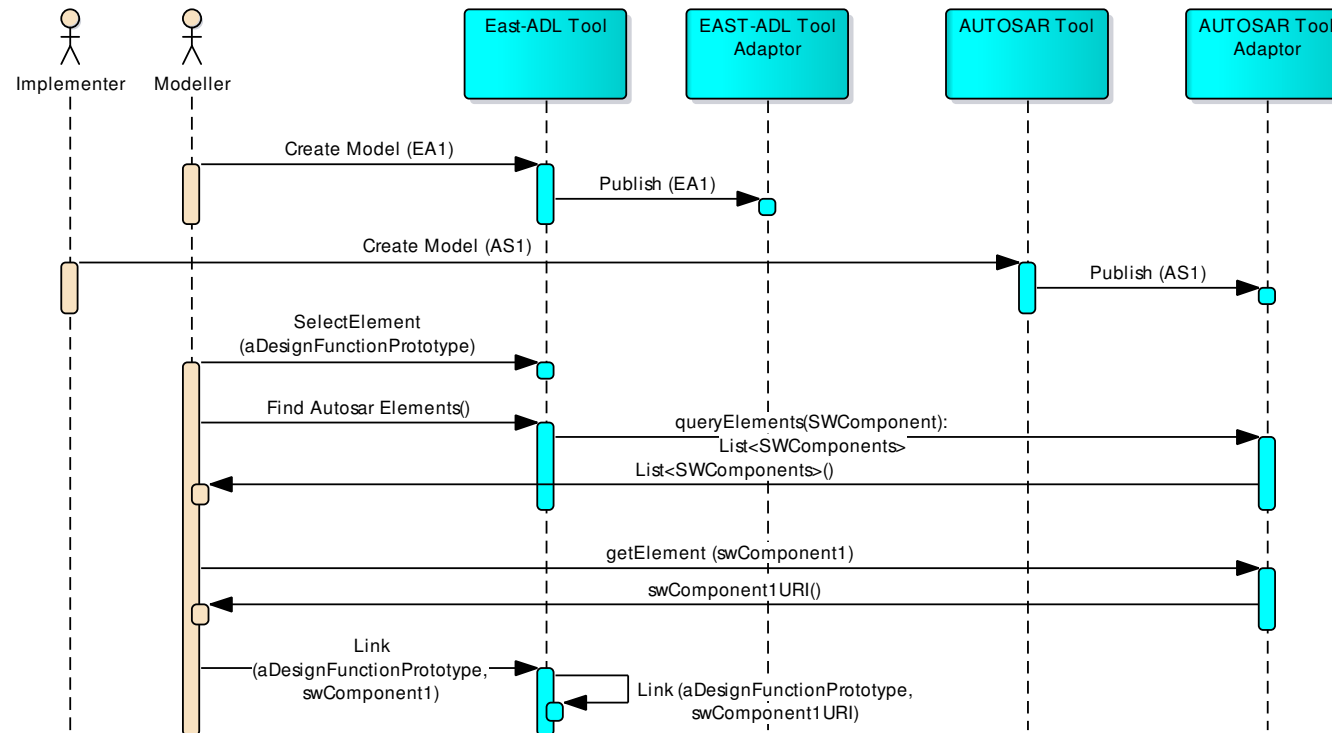 East-ADL Tool
EAST-ADL Tool
Adaptor
AUTOSAR Tool
AUTOSAR Tool
Adaptor
Implementer
Modeller
Create Model (EA1)
Publish (EA1)
Create Model (AS1)
Publish (AS1)
SelectElement
(aDesignFunctionPrototype)
Find Autosar Elements()
queryElements(SWComponent):
List<SWComponents>
List<SWComponents>()
getElement (swComponent1)
swComponent1URI()
Link
(aDesignFunctionPrototype,
swComponent1)
Link (aDesignFunctionPrototype,
swComponent1URI)